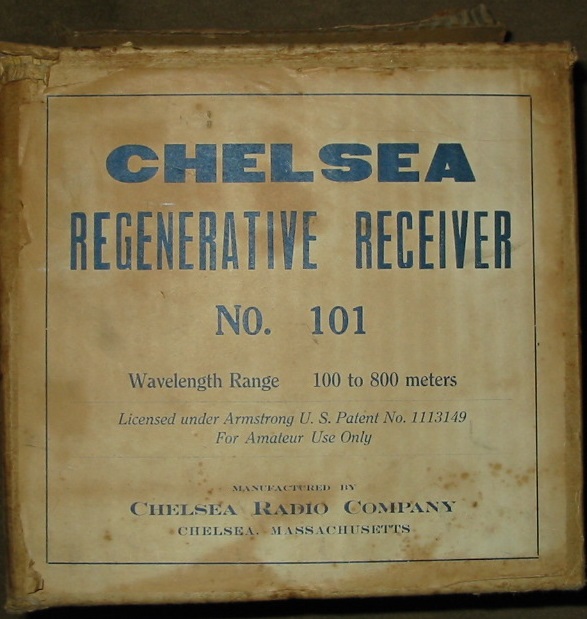 CHELSEA
REGENERATIVE RECEIVER
NO. 101
Wavelength Range 100 to 800 meters
Licensed under Armstrong U. S. Patent No. 1113149
For Amateur Use Only
MANUFACTURED BY
CHELSEA RADIO COMPANY
CHELSEA, MASSACHUSETTS